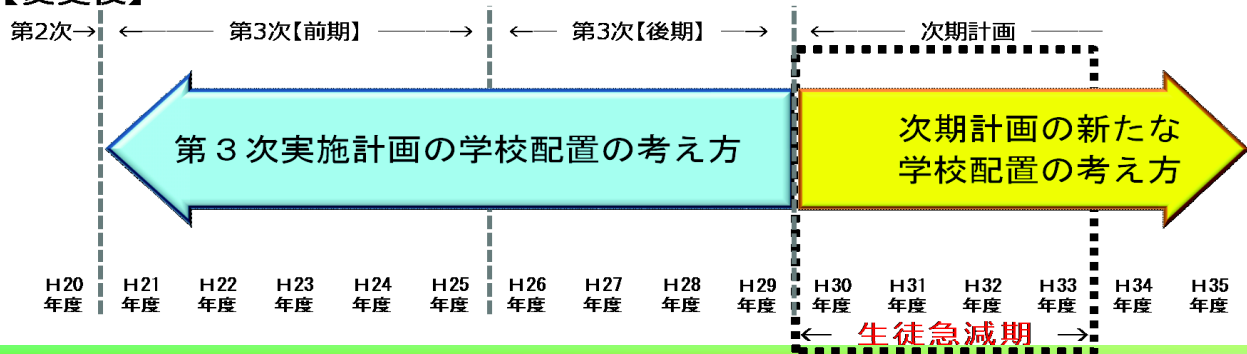 【変更後】
第2次→ ←―― 第3次【前期】 ――→ ←― 第3次【後期】 ―→ ←―― 次期計画 ――
第３次実施計画の学校配置の考え方
次期計画の新たな
学校配置の考え方
H20 H21 H22 H23 H24 H25 H26 H27 H28 H29 H30 H31 H32 H33 H34 H35
年度 年度 年度 年度 年度 年度 年度 年度 年度 年度 年度 年度 年度 年度 年度 年度
←― 生徒急減期 ―→